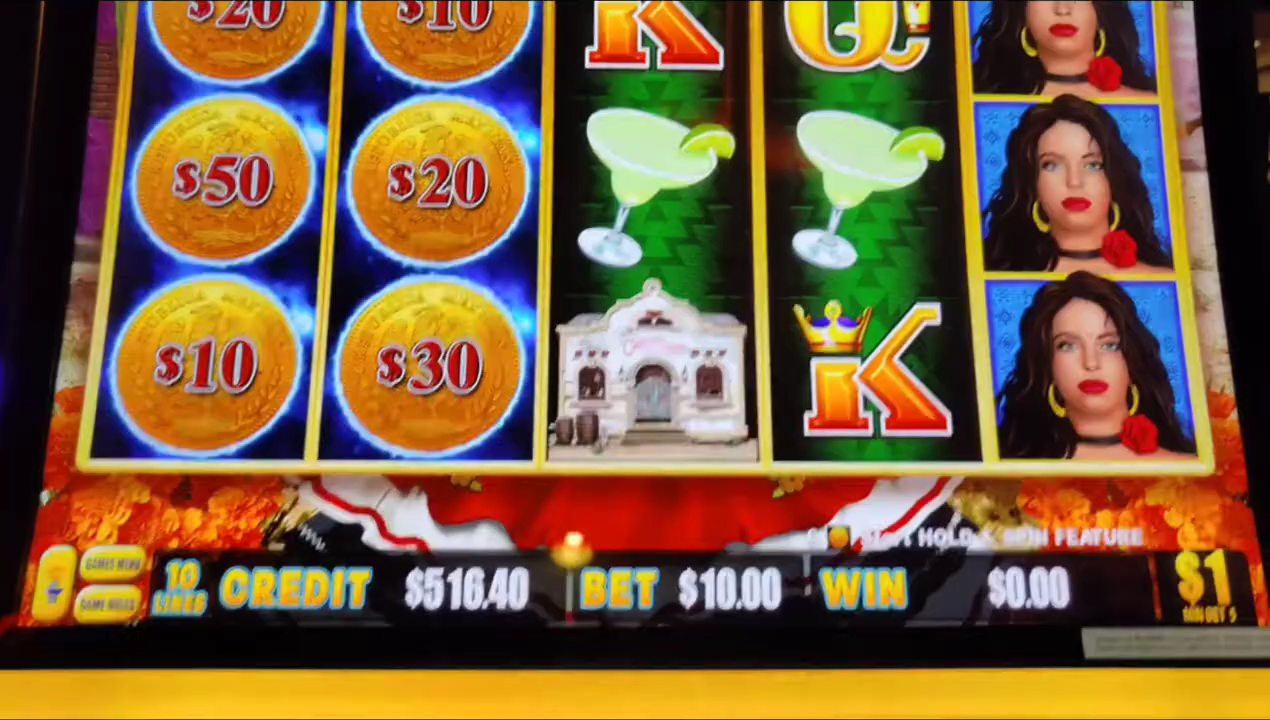 $20 $10 K Q
$50 $20
$10 $30 K
HOLD & SPIN FEATURE
GAMES MENU
GAME RULES
10
LINES
CREDIT $516.40 BET $10.00 WIN $0.00
$1